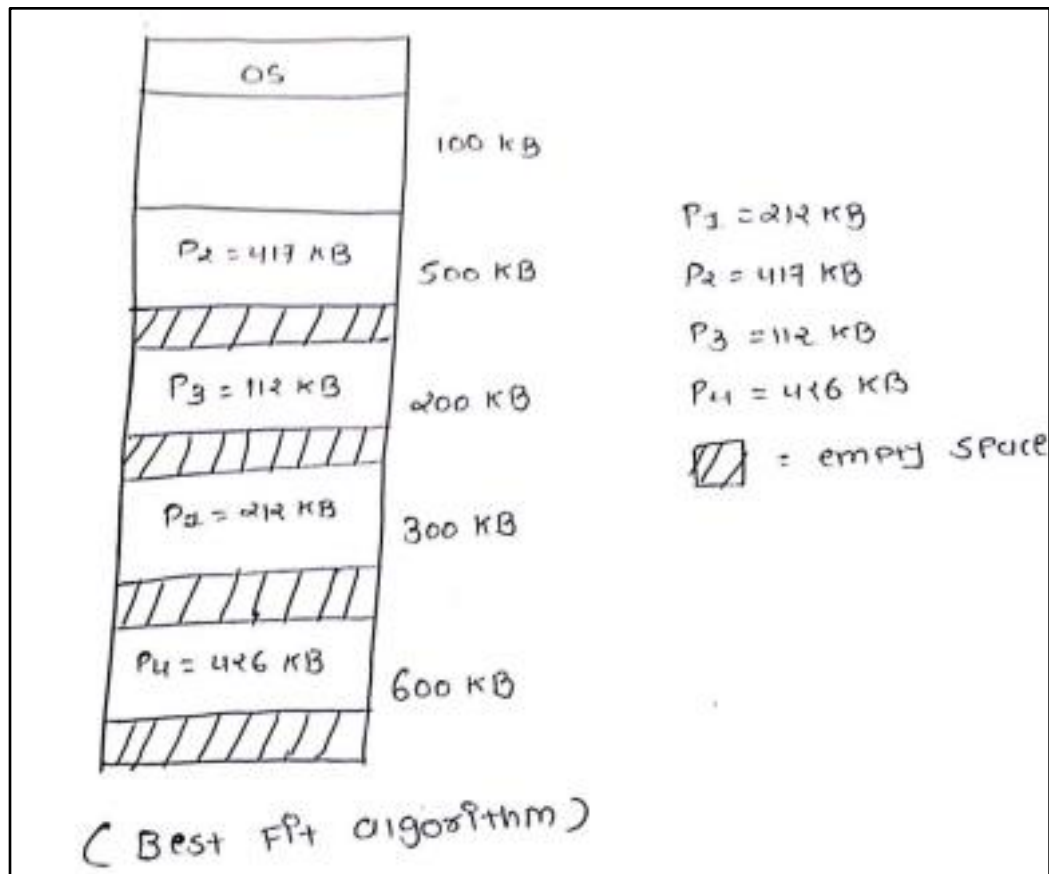 OS
100 KB
P2 = 417 KB
500 KB
P3 = 112 KB
200 KB
P1 = 212 KB
300 KB
P4 = 426 KB
600 KB
P1 = 212 KB
P2 = 417 KB
P3 = 112 KB
P4 = 426 KB
= empty space
(Best Fit algorithm)